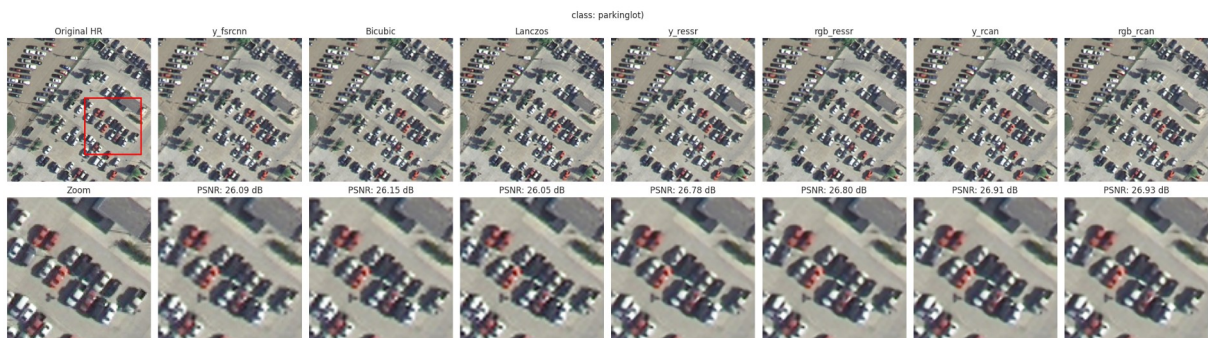 class: parkinglot)
Original HR y_fsrcnn Bicubic Lanczos y_ressr rgb_ressr y_rcan rgb_rcan
Zoom PSNR: 26.09 dB PSNR: 26.15 dB PSNR: 26.05 dB PSNR: 26.78 dB PSNR: 26.80 dB PSNR: 26.91 dB PSNR: 26.93 dB